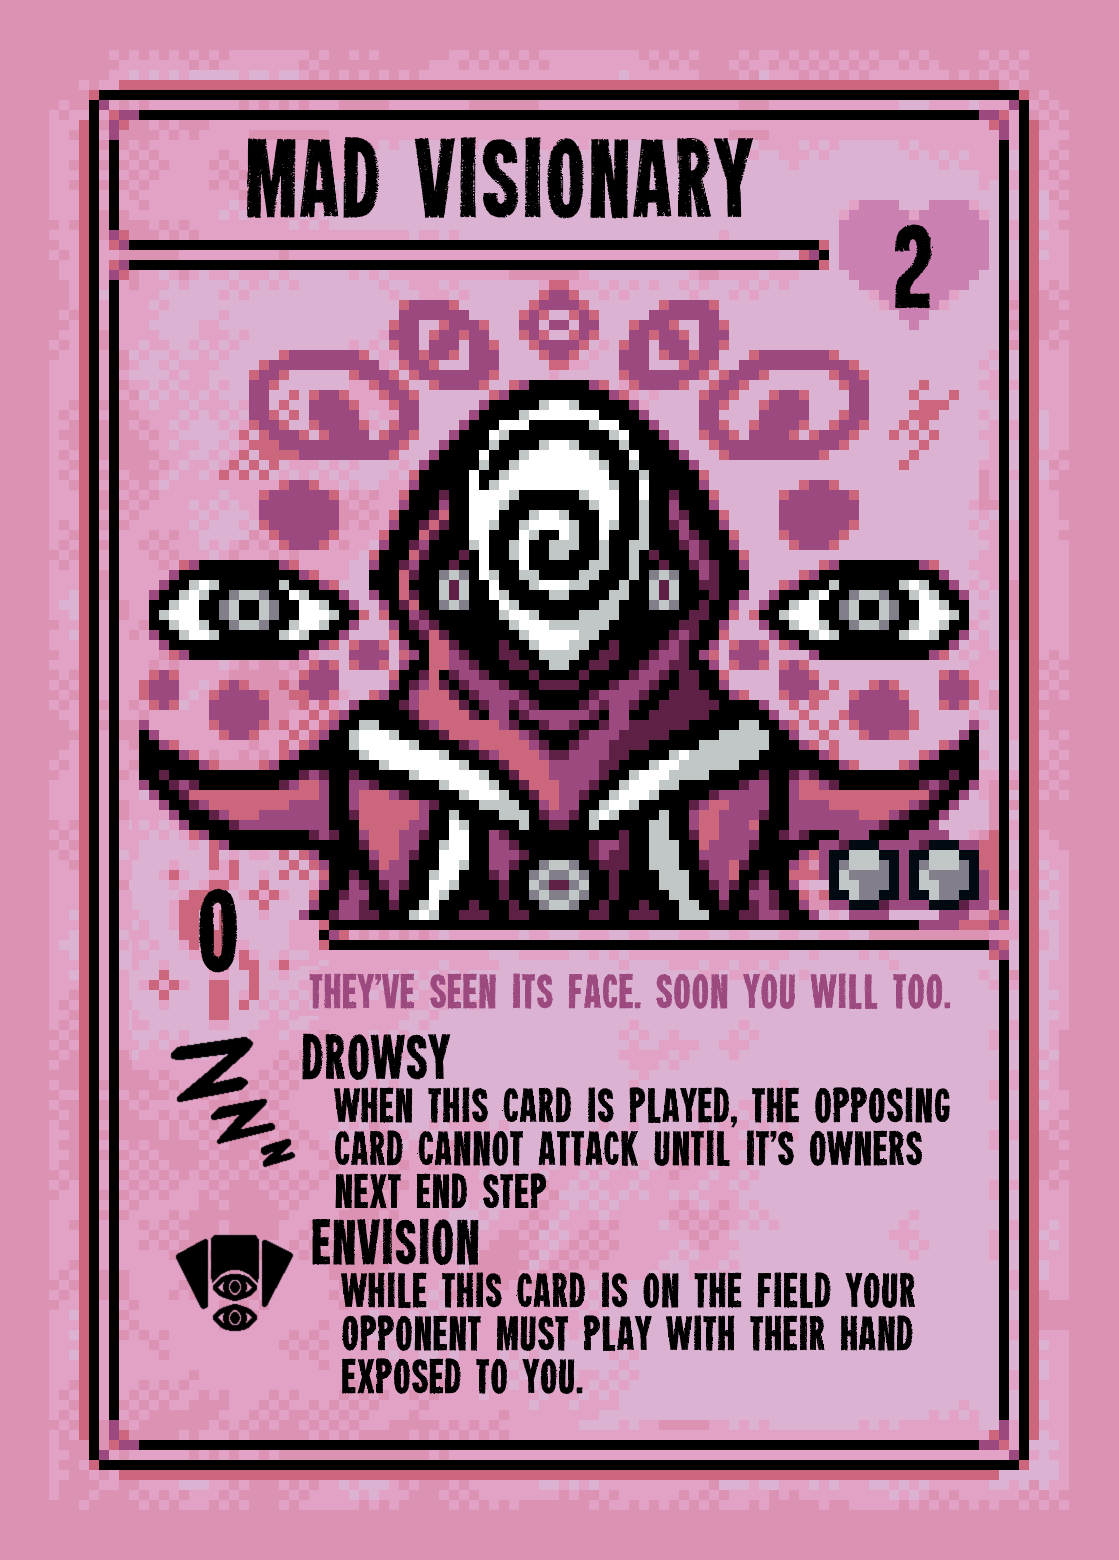 MAD VISIONARY
2
0
THEY'VE SEEN ITS FACE. SOON YOU WILL TOO.
DROWSY
WHEN THIS CARD IS PLAYED, THE OPPOSING
CARD CANNOT ATTACK UNTIL IT'S OWNERS
NEXT END STEP
ENVISION
WHILE THIS CARD IS ON THE FIELD YOUR
OPPONENT MUST PLAY WITH THEIR HAND
EXPOSED TO YOU.